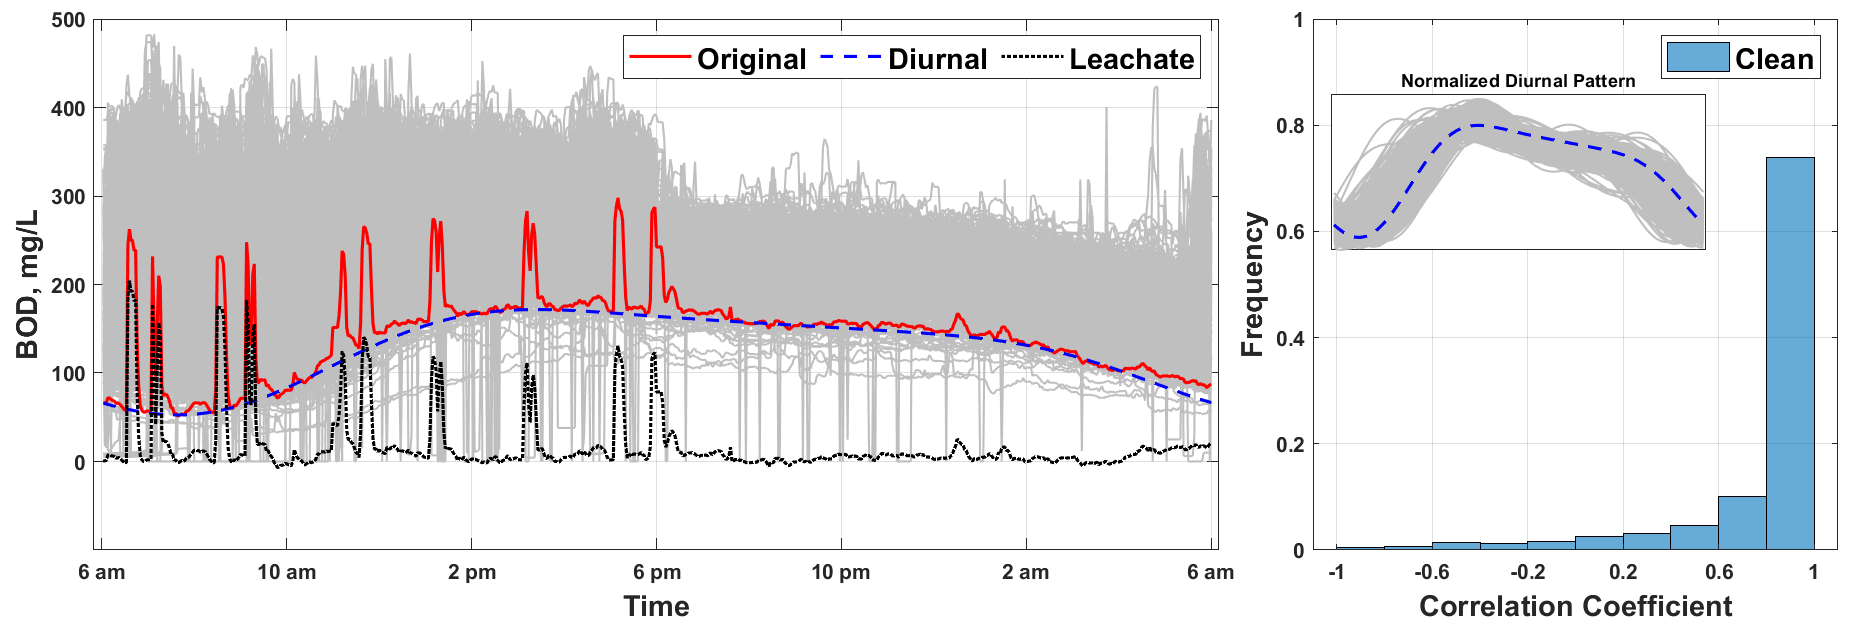 500
400
300
200
100
0
BOD, mg/L
Original Diurnal Leachate
6 am 10 am 2 pm 6 pm 10 pm 2 am 6 am
Time
1
0.8
0.6
0.4
0.2
0
Frequency
Clean
Normalized Diurnal Pattern
-1 -0.6 -0.2 0.2 0.6 1
Correlation Coefficient